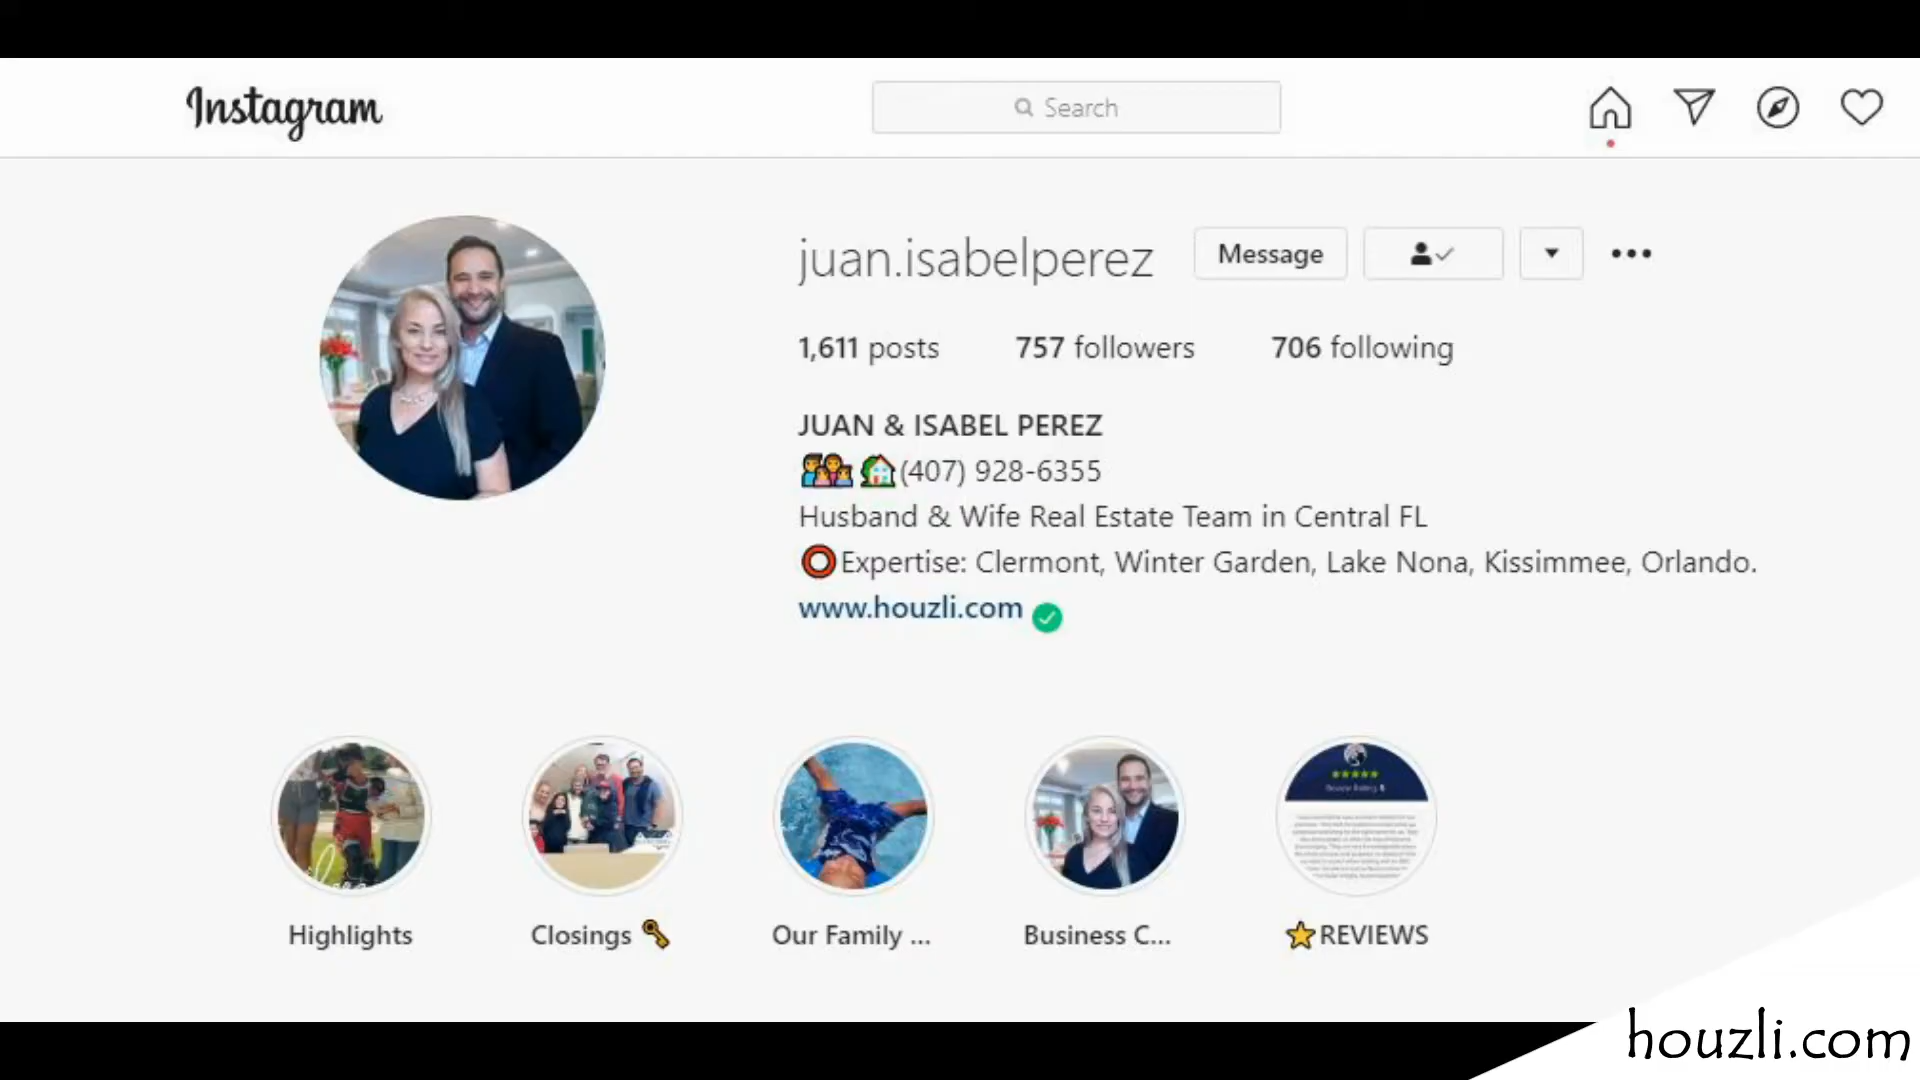 Instagram
Search
juan.isabelperez
Message
1,611 posts 757 followers 706 following
JUAN & ISABEL PEREZ
(407) 928-6355
Husband & Wife Real Estate Team in Central FL
Expertise: Clermont, Winter Garden, Lake Nona, Kissimmee, Orlando.
www.houzli.com
Highlights
Closings
Our Family ...
Business C...
REVIEWS
houzli.com